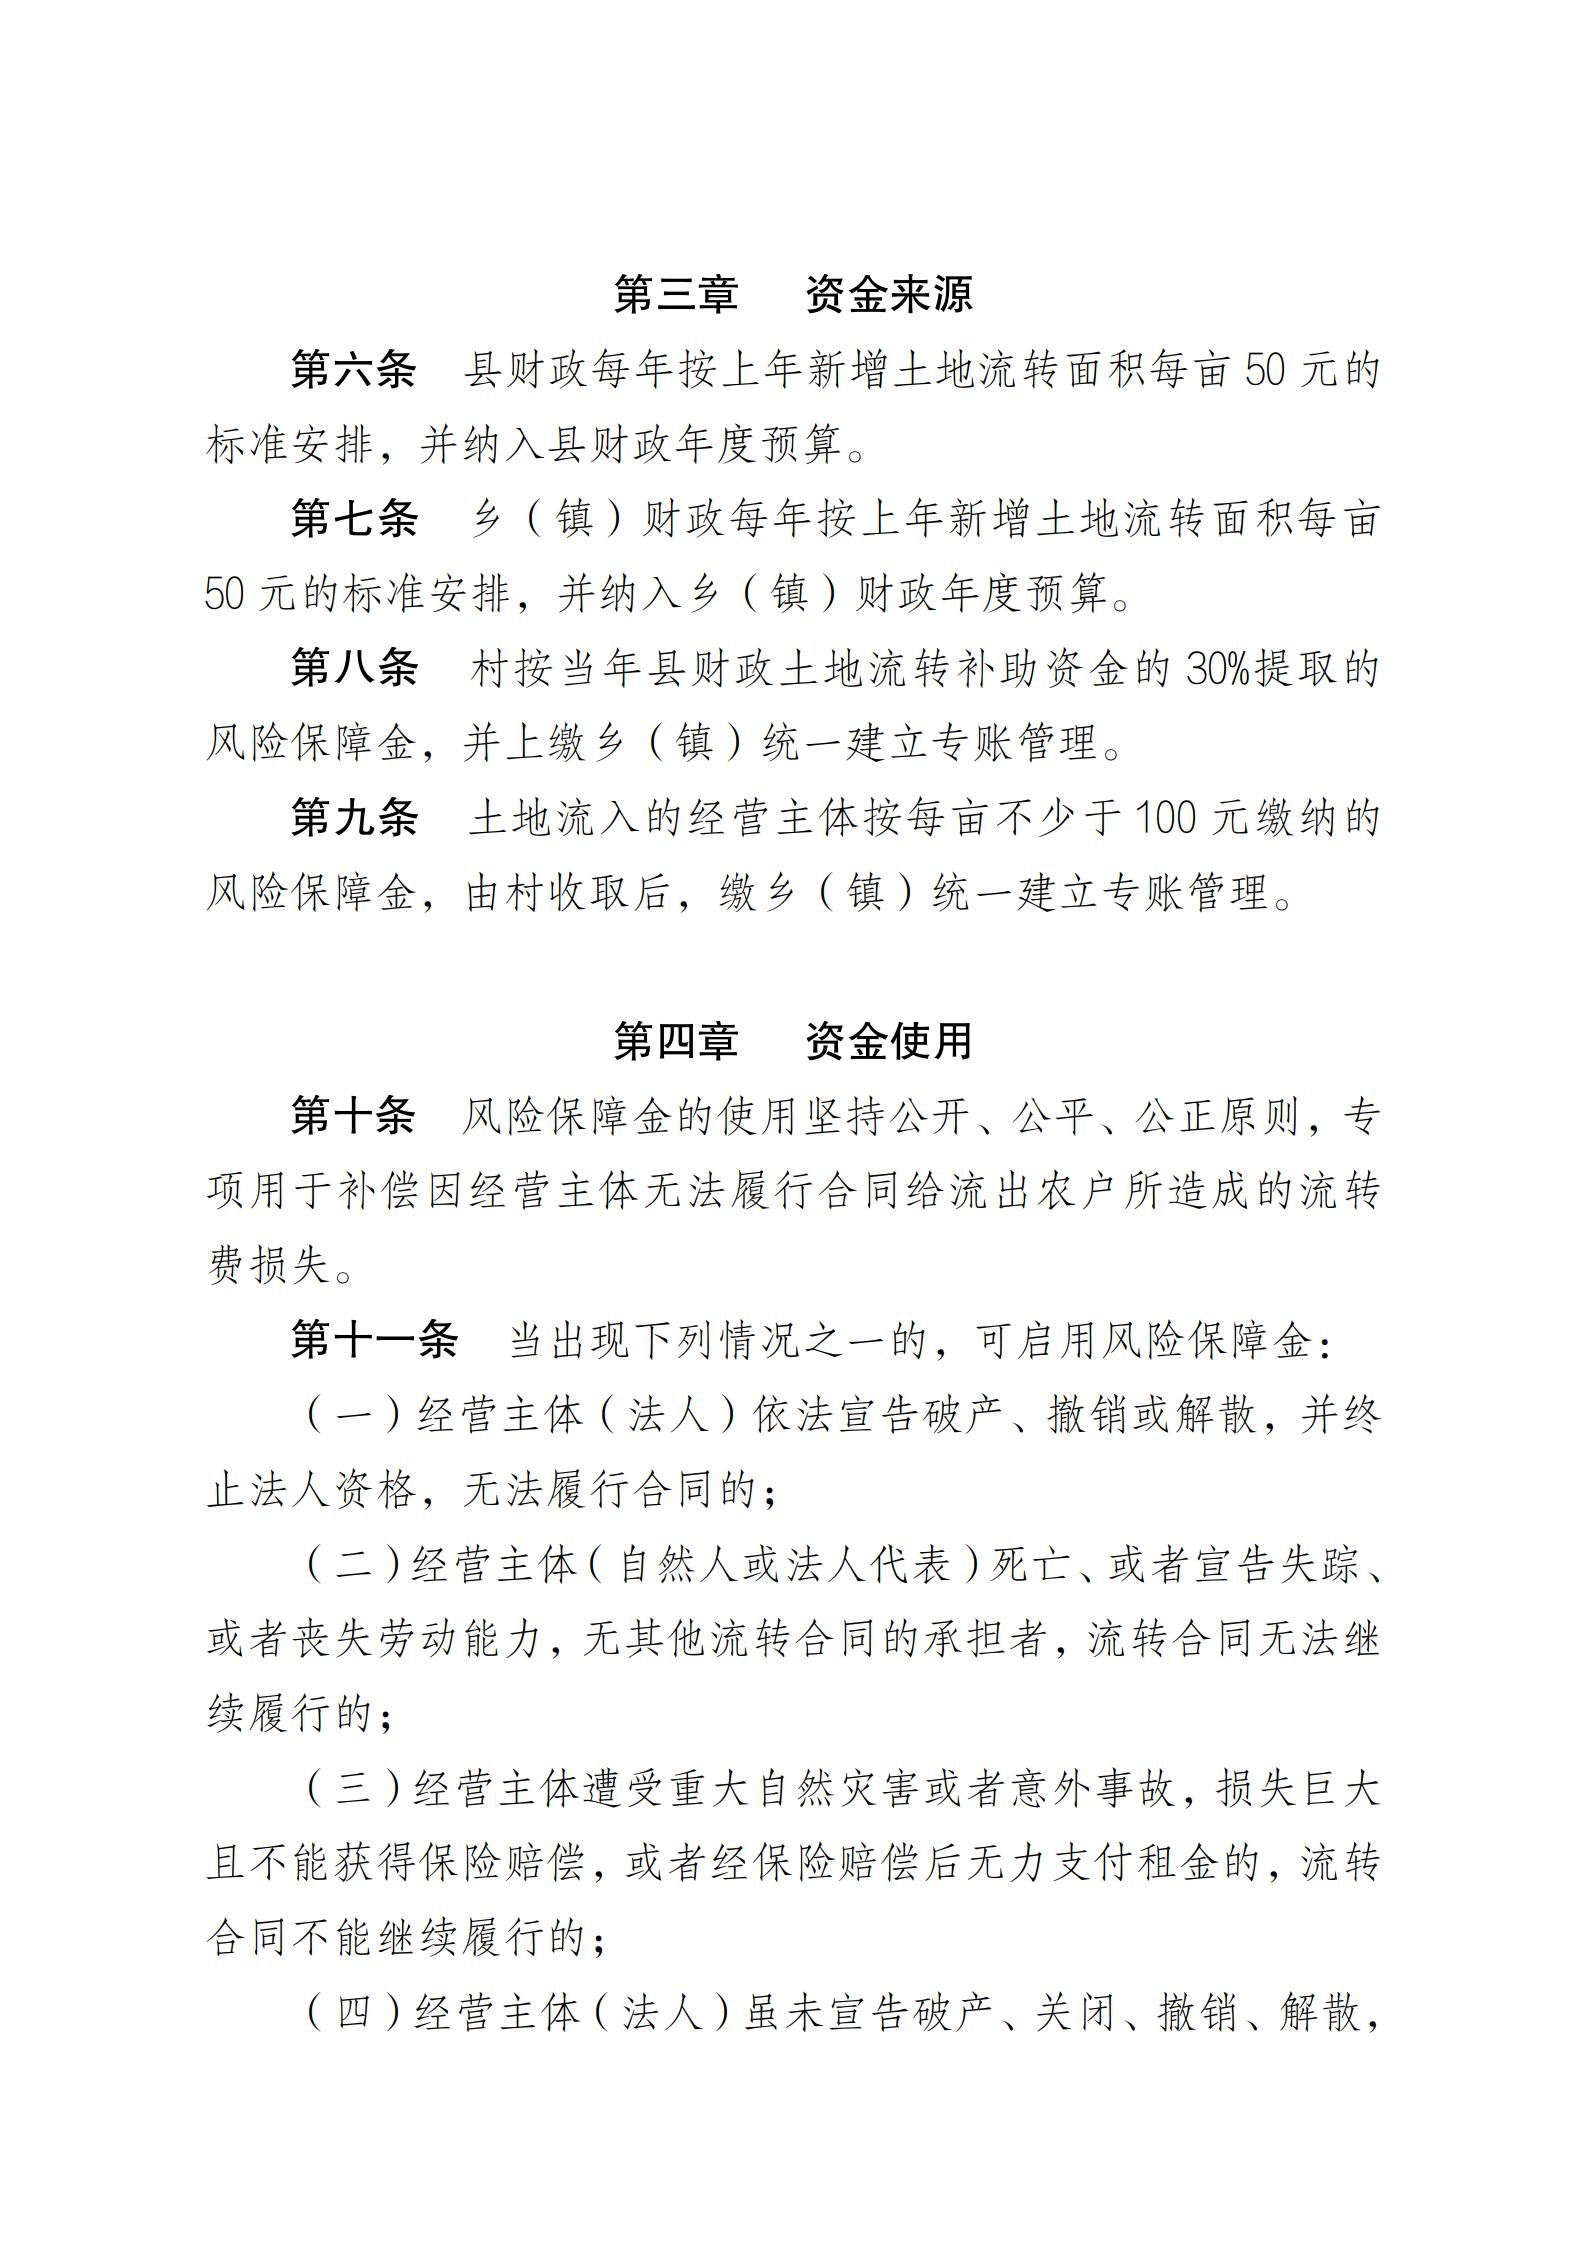 第三章 资金来源
第六条 县财政每年按上年新增土地流转面积每亩 50 元的
标准安排，并纳入县财政年度预算。
第七条 乡（镇）财政每年按上年新增土地流转面积每亩
50 元的标准安排，并纳入乡（镇）财政年度预算。
第八条 村按当年县财政土地流转补助资金的 30%提取的
风险保障金，并上缴乡（镇）统一建立专账管理。
第九条 土地流入的经营主体按每亩不少于 100 元缴纳的
风险保障金，由村收取后，缴乡（镇）统一建立专账管理。
第四章 资金使用
第十条 风险保障金的使用坚持公开、公平、公正原则，专
项用于补偿因经营主体无法履行合同给流出农户所造成的流转
费损失。
第十一条 当出现下列情况之一的，可启用风险保障金：
（一）经营主体（法人）依法宣告破产、撤销或解散，并终
止法人资格，无法履行合同的；
（二）经营主体（自然人或法人代表）死亡、或者宣告失踪、
或者丧失劳动能力，无其他流转合同的承担者，流转合同无法继
续履行的；
（三）经营主体遭受重大自然灾害或者意外事故，损失巨大
且不能获得保险赔偿，或者经保险赔偿后无力支付租金的，流转
合同不能继续履行的；
（四）经营主体（法人）虽未宣告破产、关闭、撤销、解散，